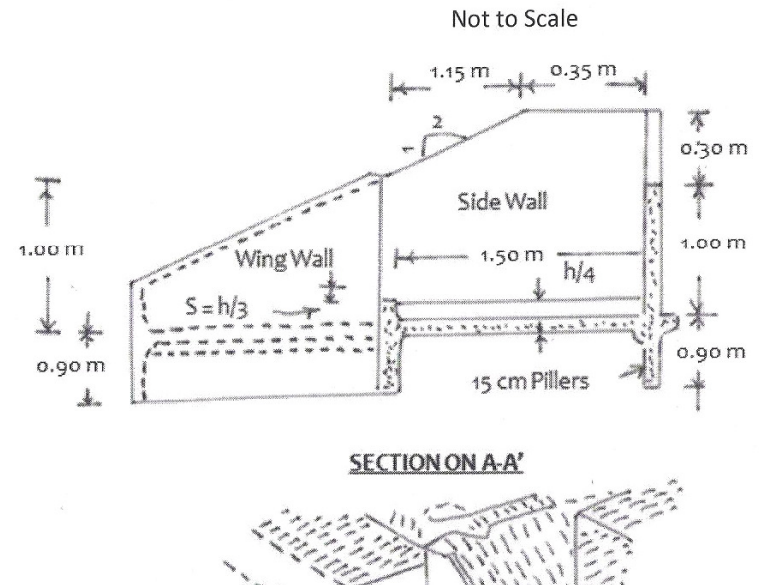 Not to Scale
1.15 m
0.35 m
2
1
0.30 m
Side Wall
1.00 m
1.00 m
Wing Wall
1.50 m
h/4
S = h/3
0.90 m
0.90 m
15 cm Pillers
SECTION ON A-A'